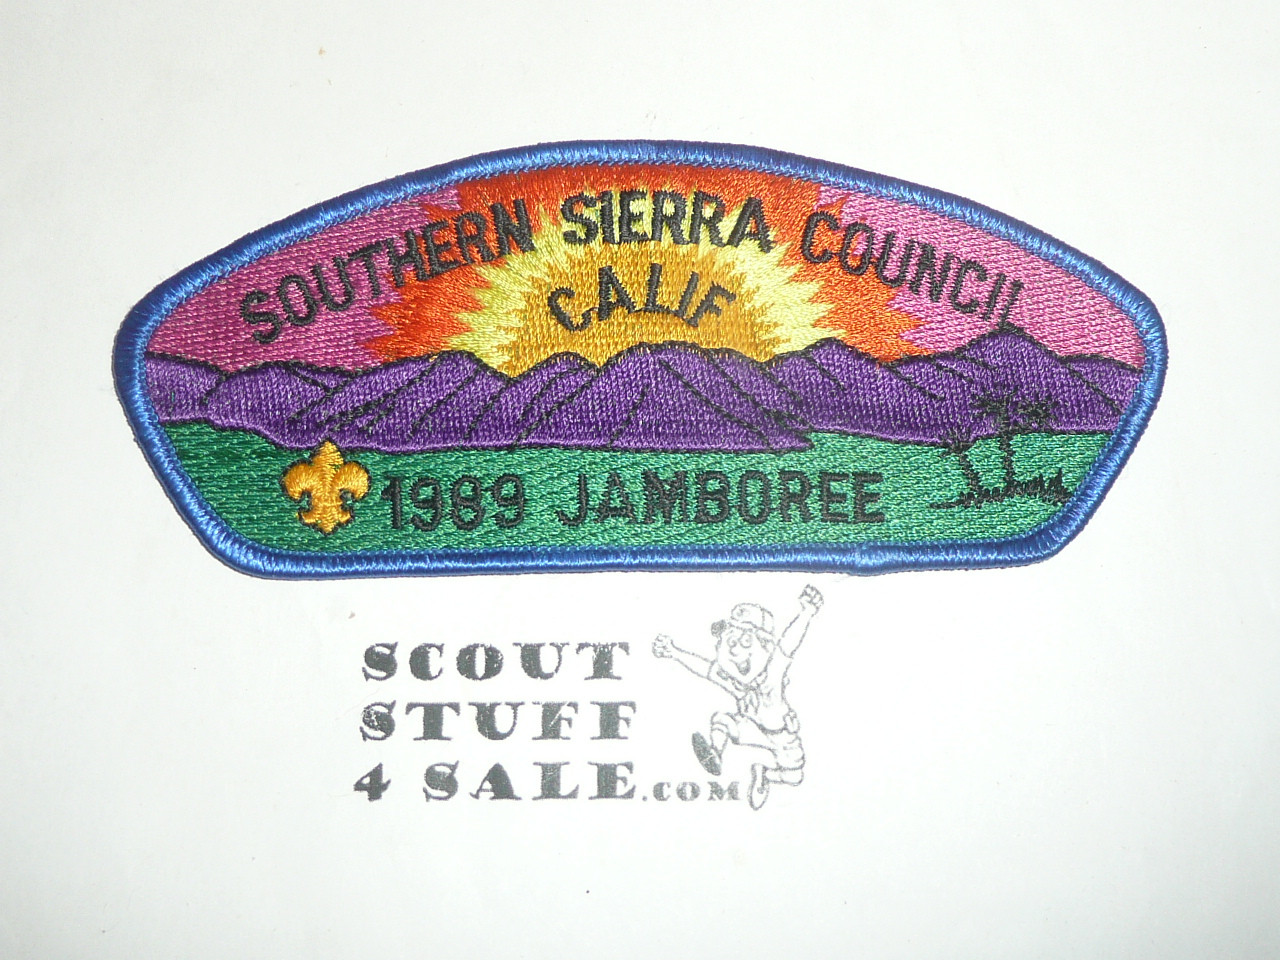 SOUTHERN SIERRA COUNCIL
CALIF
1989 JAMBOREE
SCOUT
STUFF
4 SALE.COM